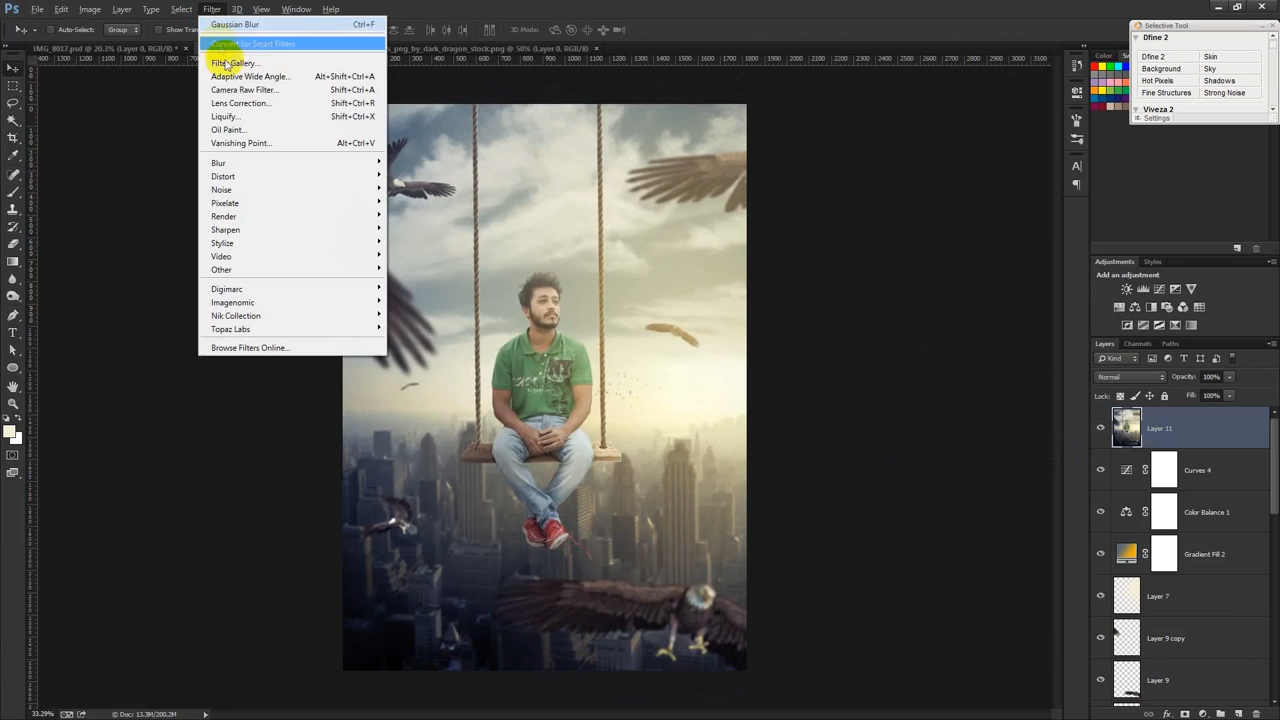 Ps File Edit Image Layer Type Select Filter 3D View Window Help
Auto-Select: Group Show Tran 3D Mode:
IMG_8017.psd @ 20.3% (Layer 0, RGB/8) * s_png_by_dark_dragon_stock.png @ 50% (Layer 0, RGB/8)
Gaussian Blur Ctrl+F
Convert for Smart Filters
Filter Gallery...
Adaptive Wide Angle... Alt+Shift+Ctrl+A
Camera Raw Filter... Shift+Ctrl+A
Lens Correction... Shift+Ctrl+R
Liquify... Shift+Ctrl+X
Oil Paint...
Vanishing Point... Alt+Ctrl+V
Blur
Distort
Noise
Pixelate
Render
Sharpen
Stylize
Video
Other
Digimarc
Imagenomic
Nik Collection
Topaz Labs
Browse Filters Online...
Selective Tool
Dfine 2
Dfine 2 Skin
Background Sky
Hot Pixels Shadows
Fine Structures Strong Noise
Viveza 2
Settings
Color
Adjustments Styles
Add an adjustment
Layers Channels Paths
Kind
Normal Opacity: 100%
Lock: Fill: 100%
Layer 11
Curves 4
Color Balance 1
Gradient Fill 2
Layer 7
Layer 9 copy
Layer 9
33.29% Doc: 13.3M/200.2M